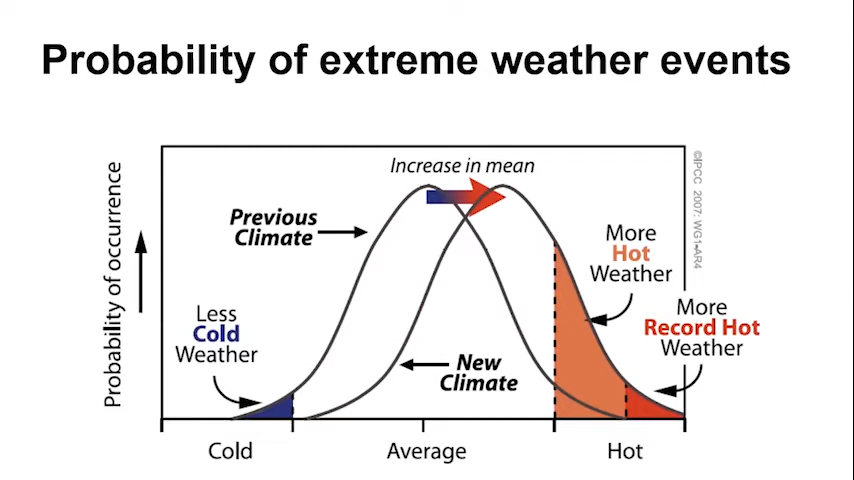 Probability of extreme weather events
Increase in mean
Previous
Climate
Less
Cold
Weather
New
Climate
More
Hot
Weather
More
Record Hot
Weather
Probability of occurrence
©IPCC 2007: WG1-AR4
Cold
Average
Hot